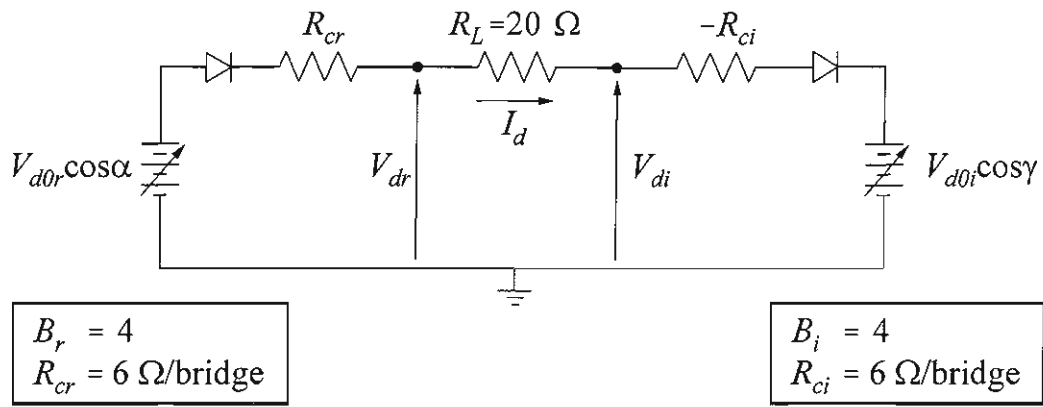 R_cr
R_L=20 Ω
-R_ci
I_d
V_d0r cosα
V_dr
V_di
V_d0i cosγ
B_r = 4
R_cr = 6 Ω/bridge
B_i = 4
R_ci = 6 Ω/bridge